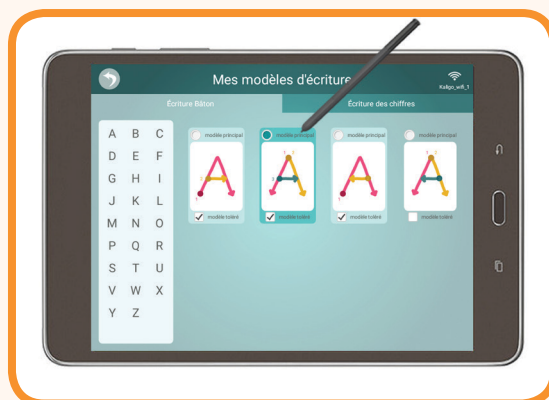 Mes modèles d'écriture
Kaligo_wifi_1
Écriture Bâton
Écriture des chiffres
A B C
D E F
G H I
J K L
M N O
P Q R
S T U
V W X
Y Z
modèle principal
modèle principal
modèle principal
modèle principal
modèle toléré
modèle toléré
modèle toléré
modèle toléré